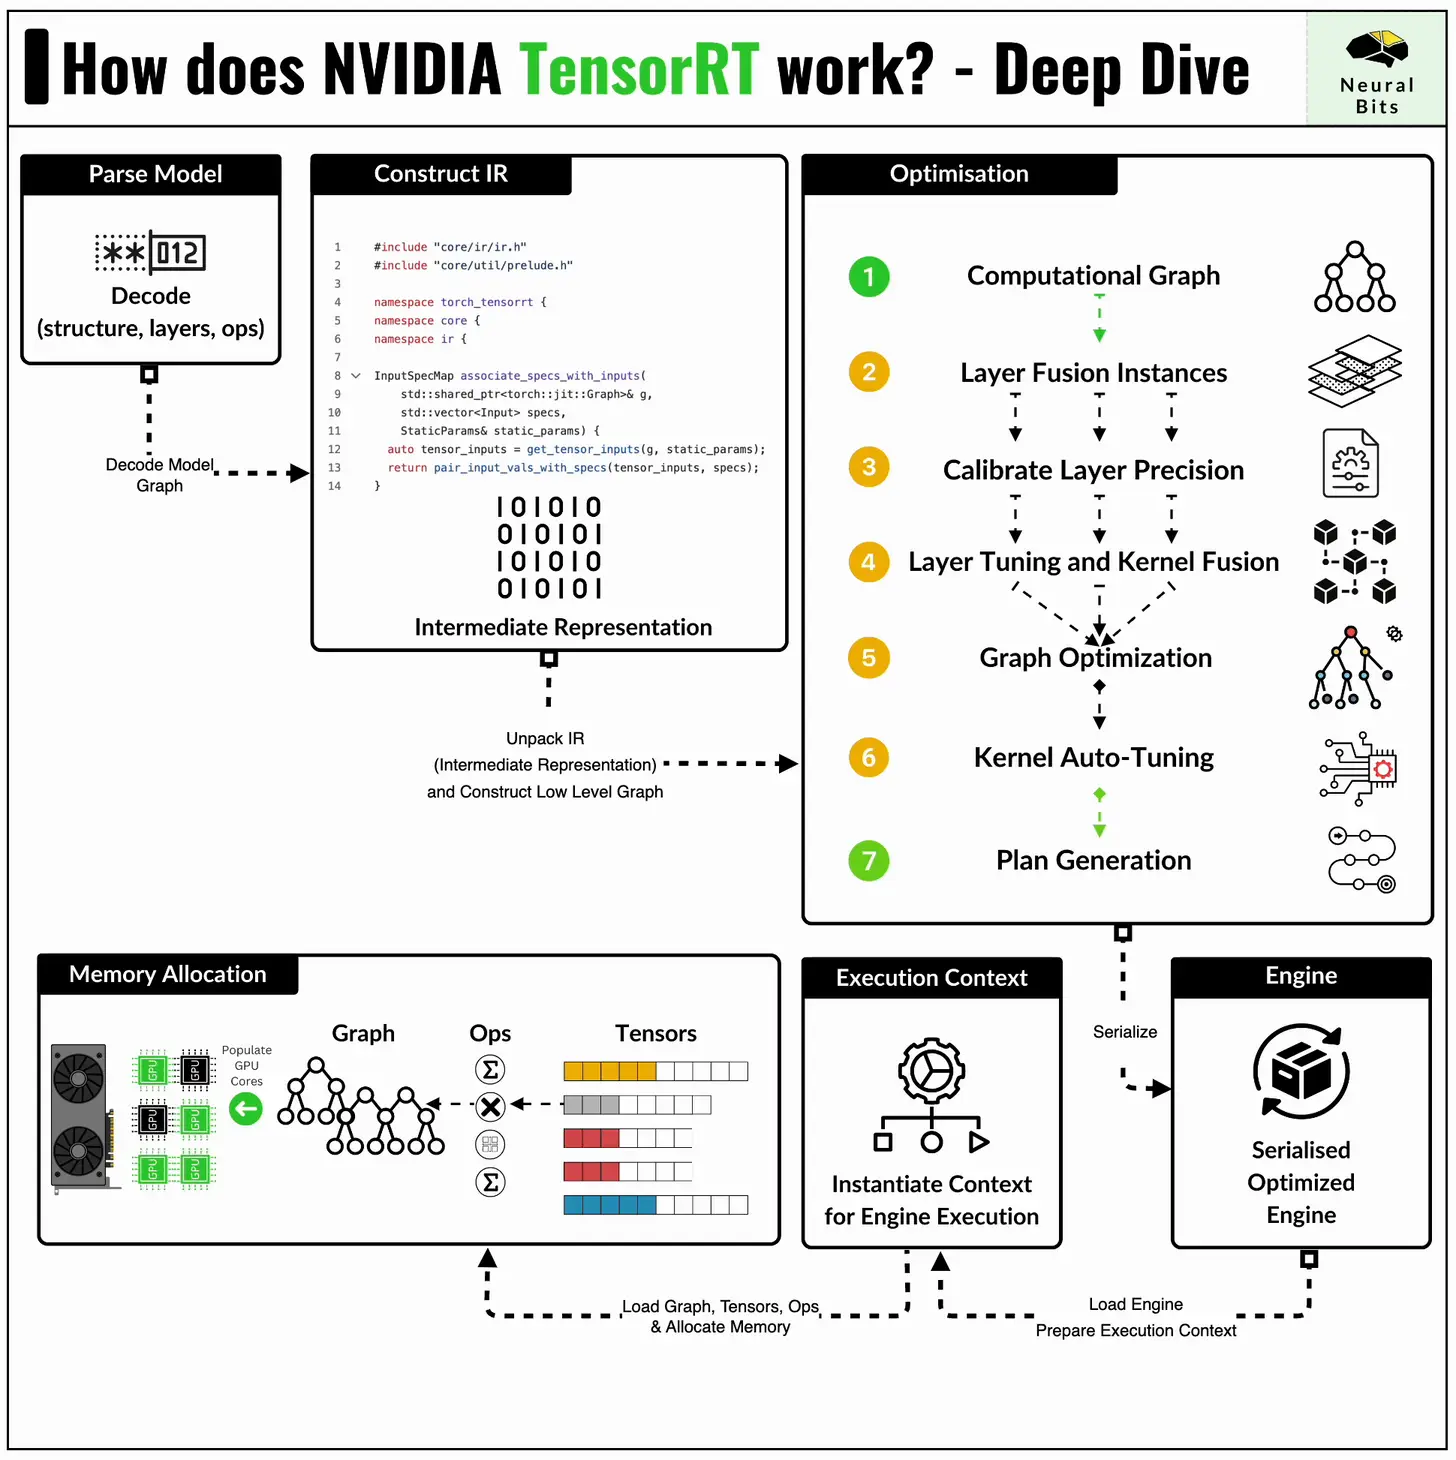 How does NVIDIA TensorRT work? - Deep Dive
Neural
Bits
Parse Model
**012
Decode
(structure, layers, ops)
Decode Model
Graph
Construct IR
1 #include "core/ir/ir.h"
2 #include "core/util/prelude.h"
3
4 namespace torch_tensorrt {
5 namespace core {
6 namespace ir {
7
8 InputSpecMap associate_specs_with_inputs(
9 std::shared_ptr<torch::jit::Graph>& g,
10 std::vector<Input> specs,
11 StaticParams& static_params) {
12 auto tensor_inputs = get_tensor_inputs(g, static_params);
13 return pair_input_vals_with_specs(tensor_inputs, specs);
14 }
101010
010101
101010
010101
Intermediate Representation
Unpack IR
(Intermediate Representation)
and Construct Low Level Graph
Optimisation
1 Computational Graph
2 Layer Fusion Instances
3 Calibrate Layer Precision
4 Layer Tuning and Kernel Fusion
5 Graph Optimization
6 Kernel Auto-Tuning
7 Plan Generation
Serialize
Engine
Serialised
Optimized
Engine
Load Engine
Prepare Execution Context
Execution Context
Instantiate Context
for Engine Execution
Load Graph, Tensors, Ops
& Allocate Memory
Memory Allocation
Graph
Ops
Tensors
Populate
GPU
Cores
GPU
GPU
GPU
GPU
GPU
GPU
Σ
Σ